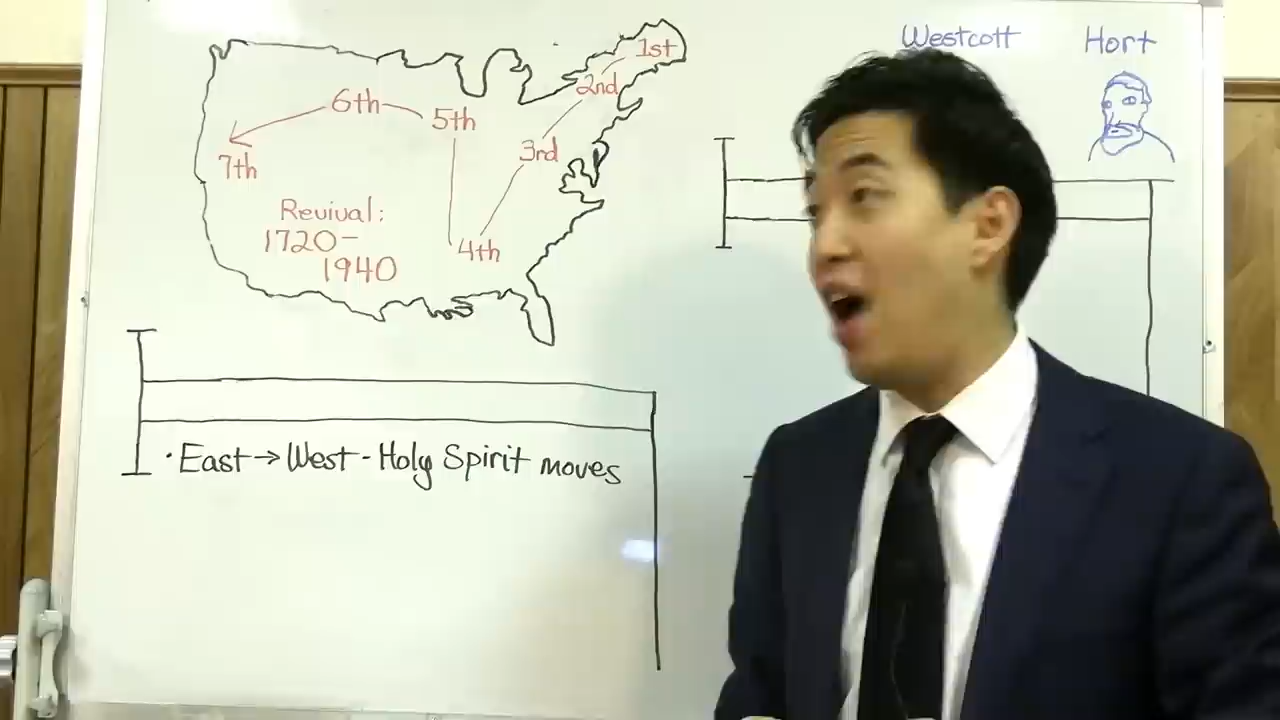 1st
2nd
3rd
4th
5th
6th
7th
Revival:
1720-
1940
· East → West - Holy Spirit moves
Westcott
Hort